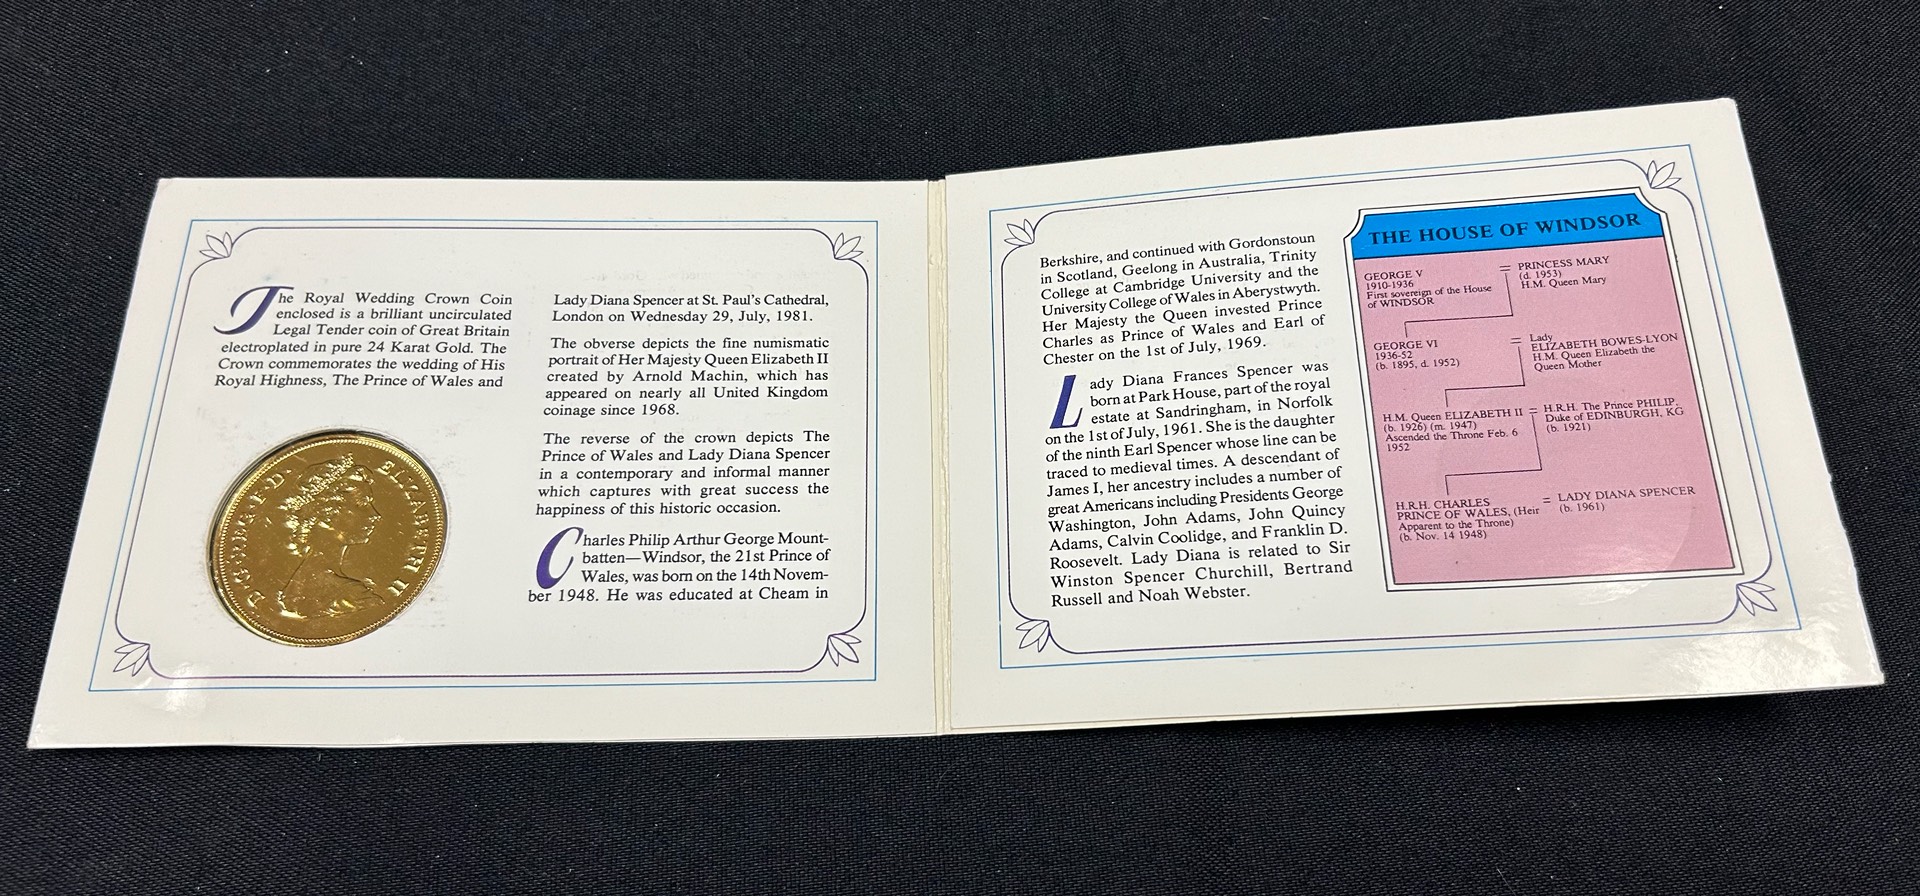 The Royal Wedding Crown Coin
enclosed is a brilliant uncirculated
Legal Tender coin of Great Britain
electroplated in pure 24 Karat Gold. The
Crown commemorates the wedding of His
Royal Highness, The Prince of Wales and
D·G·REG·F·D· ELIZABETH II
Lady Diana Spencer at St. Paul's Cathedral,
London on Wednesday 29, July, 1981.
The obverse depicts the fine numismatic
portrait of Her Majesty Queen Elizabeth II
created by Arnold Machin, which has
appeared on nearly all United Kingdom
coinage since 1968.
The reverse of the crown depicts The
Prince of Wales and Lady Diana Spencer
in a contemporary and informal manner
which captures with great success the
happiness of this historic occasion.
Charles Philip Arthur George Mount-
batten—Windsor, the 21st Prince of
Wales, was born on the 14th Novem-
ber 1948. He was educated at Cheam in
Berkshire, and continued with Gordonstoun
in Scotland, Geelong in Australia, Trinity
College at Cambridge University and the
University College of Wales in Aberystwyth.
Her Majesty the Queen invested Prince
Charles as Prince of Wales and Earl of
Chester on the 1st of July, 1969.
Lady Diana Frances Spencer was
born at Park House, part of the royal
estate at Sandringham, in Norfolk
on the 1st of July, 1961. She is the daughter
of the ninth Earl Spencer whose line can be
traced to medieval times. A descendant of
James I, her ancestry includes a number of
great Americans including Presidents George
Washington, John Adams, John Quincy
Adams, Calvin Coolidge, and Franklin D.
Roosevelt. Lady Diana is related to Sir
Winston Spencer Churchill, Bertrand
Russell and Noah Webster.
THE HOUSE OF WINDSOR
GEORGE V
1910-1936
First sovereign of the House
of WINDSOR
= PRINCESS MARY
(d. 1953)
H.M. Queen Mary
GEORGE VI
1936-52
(b. 1895, d. 1952)
= Lady
ELIZABETH BOWES-LYON
H.M. Queen Elizabeth the
Queen Mother
H.M. Queen ELIZABETH II
(b. 1926) (m. 1947)
Ascended the Throne Feb. 6
1952
= H.R.H. The Prince PHILIP,
Duke of EDINBURGH, KG
(b. 1921)
H.R.H. CHARLES
PRINCE OF WALES, (Heir
Apparent to the Throne)
(b. Nov. 14 1948)
= LADY DIANA SPENCER
(b. 1961)